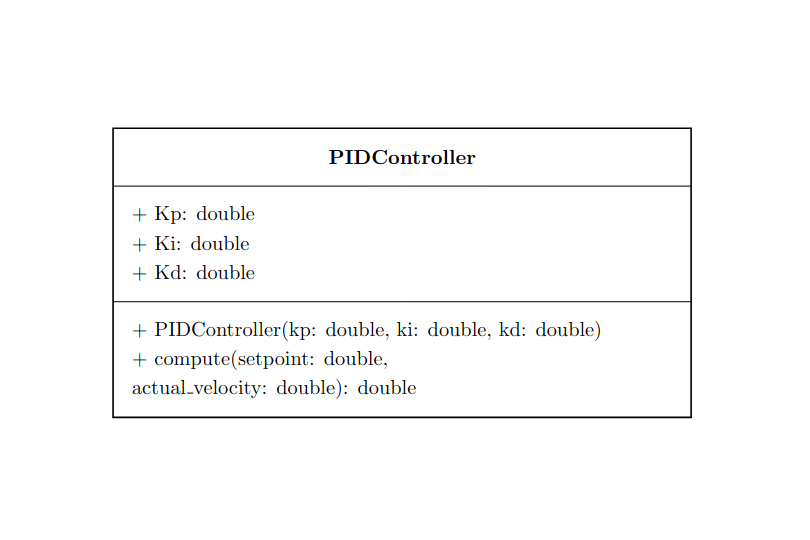 PIDController
+ Kp: double
+ Ki: double
+ Kd: double
+ PIDController(kp: double, ki: double, kd: double)
+ compute(setpoint: double,
actual_velocity: double): double